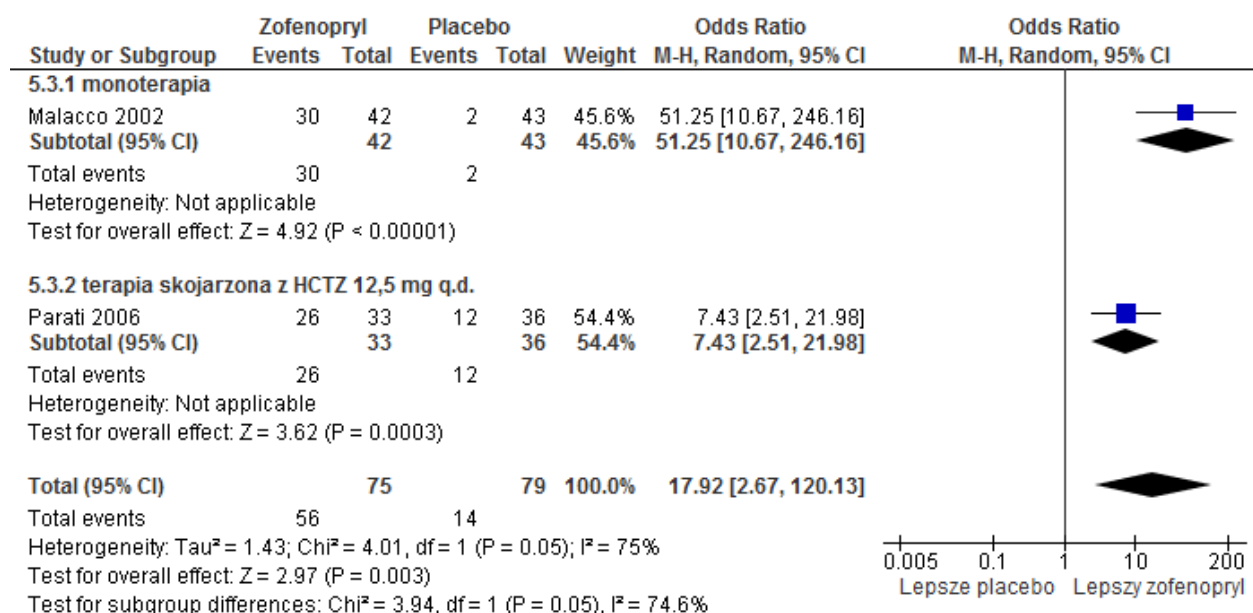 Zofenopryl Placebo Odds Ratio Odds Ratio
Study or Subgroup Events Total Events Total Weight M-H, Random, 95% CI M-H, Random, 95% CI
5.3.1 monoterapia
Malacco 2002 30 42 2 43 45.6% 51.25 [10.67, 246.16]
Subtotal (95% CI) 42 43 45.6% 51.25 [10.67, 246.16]
Total events 30 2
Heterogeneity: Not applicable
Test for overall effect: Z = 4.92 (P < 0.00001)
5.3.2 terapia skojarzona z HCTZ 12,5 mg q.d.
Parati 2006 26 33 12 36 54.4% 7.43 [2.51, 21.98]
Subtotal (95% CI) 33 36 54.4% 7.43 [2.51, 21.98]
Total events 26 12
Heterogeneity: Not applicable
Test for overall effect: Z = 3.62 (P = 0.0003)
Total (95% CI) 75 79 100.0% 17.92 [2.67, 120.13]
Total events 56 14
Heterogeneity: Tau² = 1.43; Chi² = 4.01, df = 1 (P = 0.05); I² = 75%
Test for overall effect: Z = 2.97 (P = 0.003)
Test for subgroup differences: Chi² = 3.94, df = 1 (P = 0.05), I² = 74.6%
0.005 0.1 1 10 200
Lepsze placebo Lepszy zofenopryl